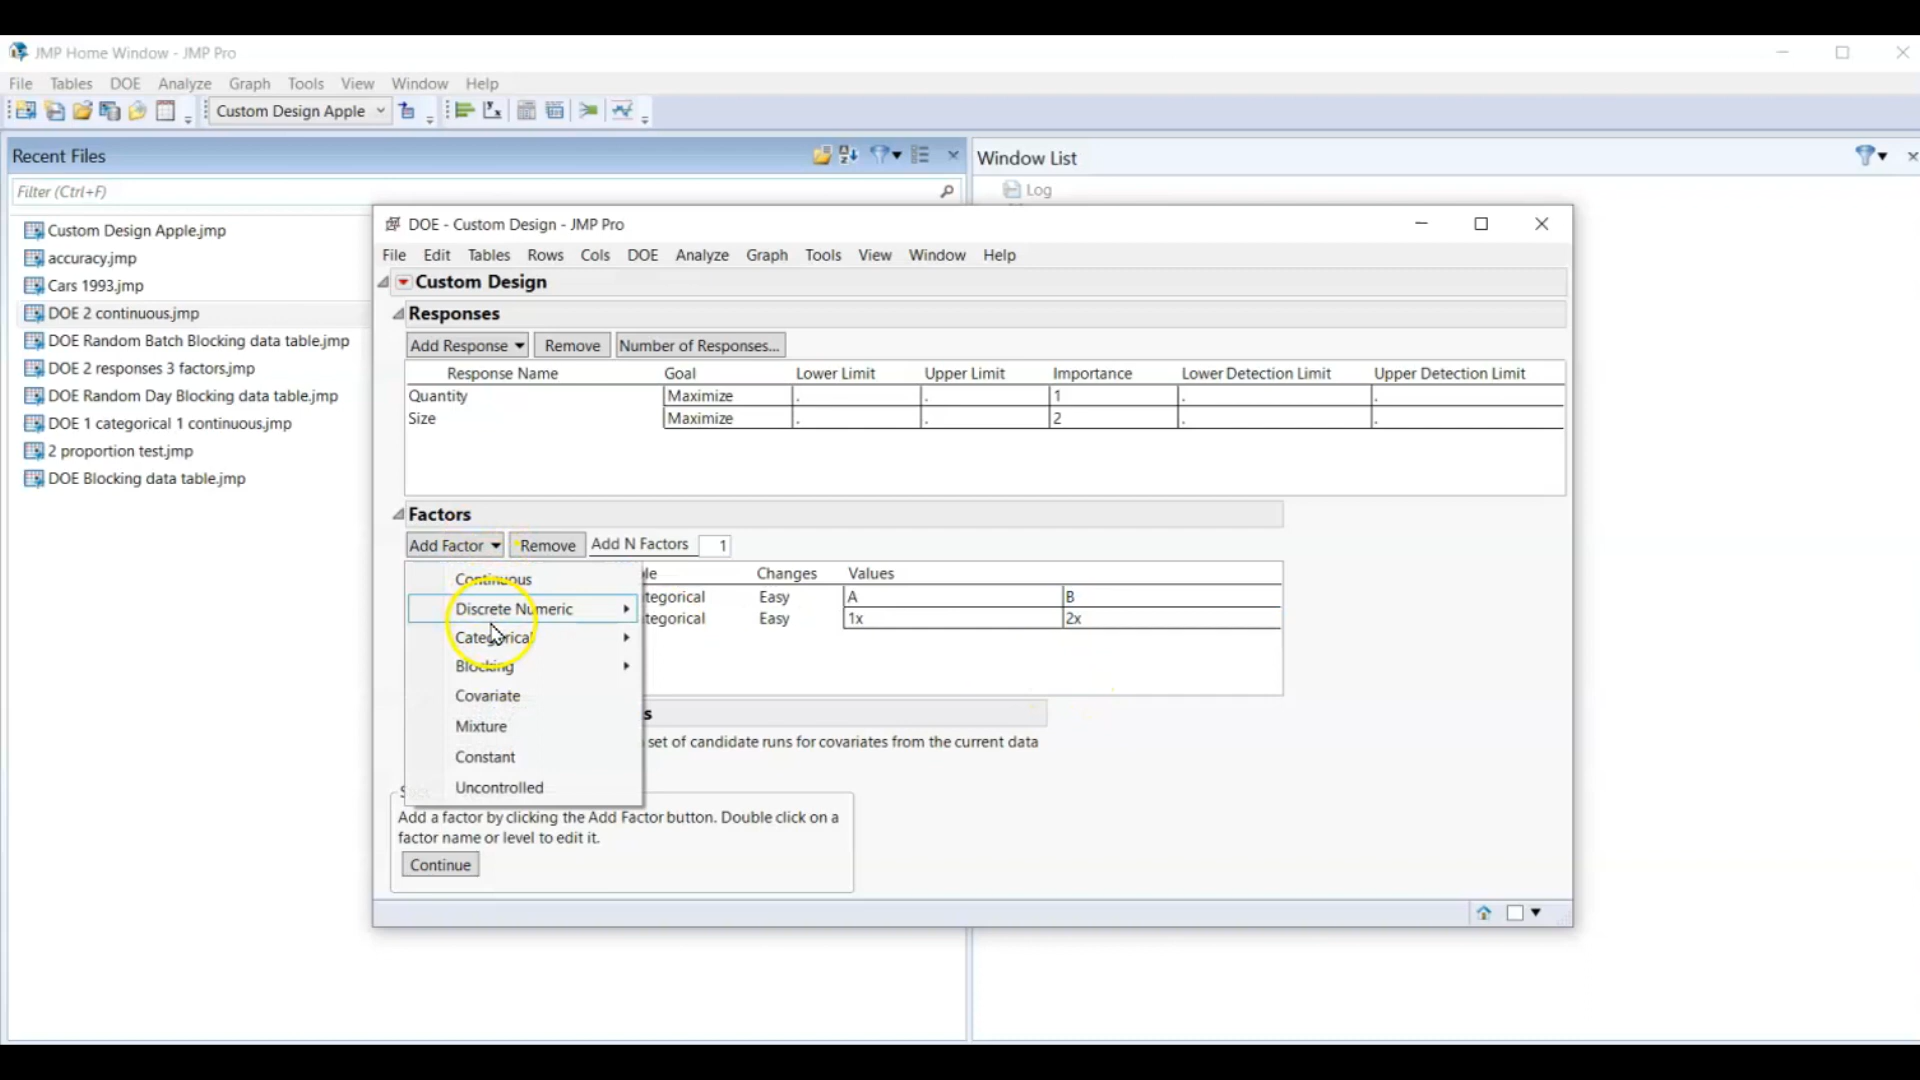 JMP Home Window - JMP Pro
File Tables DOE Analyze Graph Tools View Window Help
Custom Design Apple
Recent Files
Window List
Filter (Ctrl+F)
Log
Custom Design Apple.jmp
accuracy.jmp
Cars 1993.jmp
DOE 2 continuous.jmp
DOE Random Batch Blocking data table.jmp
DOE 2 responses 3 factors.jmp
DOE Random Day Blocking data table.jmp
DOE 1 categorical 1 continuous.jmp
2 proportion test.jmp
DOE Blocking data table.jmp
DOE - Custom Design - JMP Pro
File Edit Tables Rows Cols DOE Analyze Graph Tools View Window Help
Custom Design
Responses
Add Response Remove Number of Responses...
Response Name Goal Lower Limit Upper Limit Importance Lower Detection Limit Upper Detection Limit
Quantity Maximize . . 1 . .
Size Maximize . . 2 . .
Factors
Add Factor Remove Add N Factors 1
le Changes Values
tegorical Easy A B
tegorical Easy 1x 2x
Continuous
Discrete Numeric
Categorical
Blocking
Covariate
Mixture
Constant
Uncontrolled
s
set of candidate runs for covariates from the current data
Add a factor by clicking the Add Factor button. Double click on a
factor name or level to edit it.
Continue